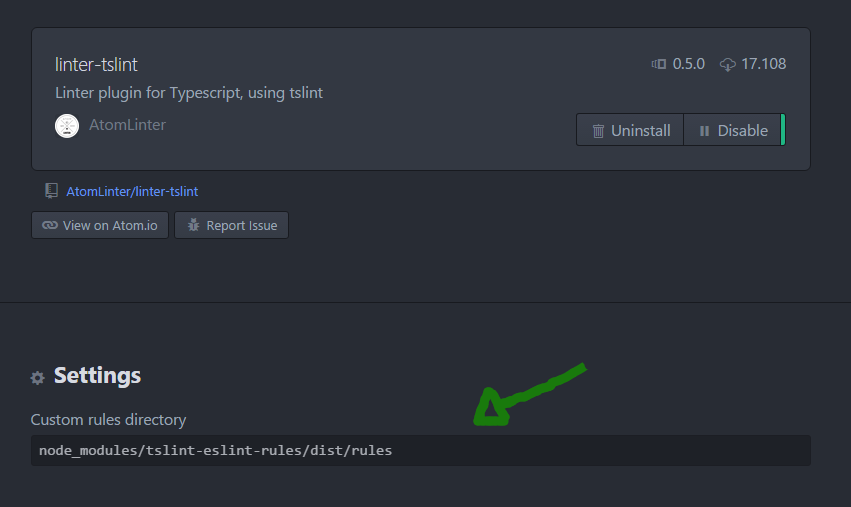 linter-tslint 0.5.0 17.108
Linter plugin for Typescript, using tslint
AtomLinter Uninstall Disable
AtomLinter/linter-tslint
View on Atom.io Report Issue
Settings
Custom rules directory
node_modules/tslint-eslint-rules/dist/rules